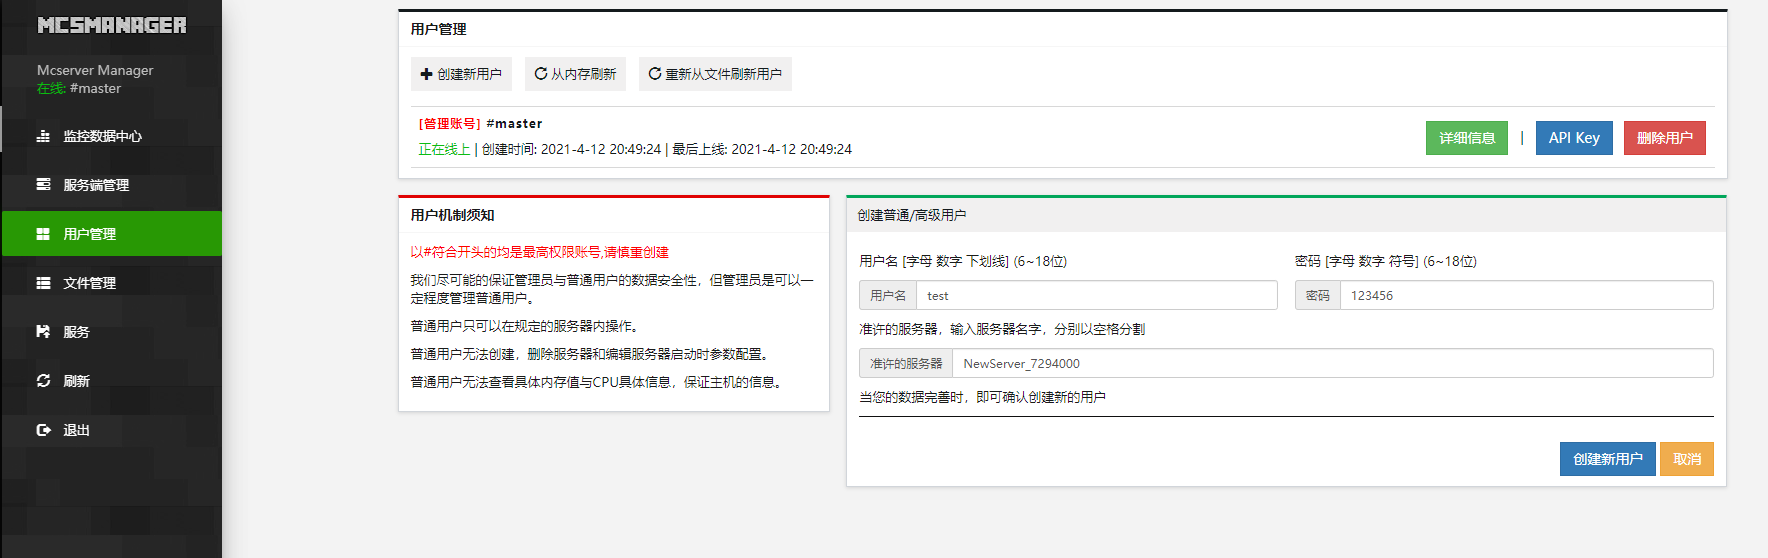 MCSMANAGER
Mcserver Manager
在线: #master
监控数据中心
服务端管理
用户管理
文件管理
服务
刷新
退出
用户管理
创建新用户 从内存刷新 重新从文件刷新用户
[管理账号] #master
正在线上 | 创建时间: 2021-4-12 20:49:24 | 最后上线: 2021-4-12 20:49:24
详细信息 | API Key 删除用户
用户机制须知
以#符合开头的均是最高权限账号,请慎重创建
我们尽可能的保证管理员与普通用户的数据安全性，但管理员是可以一
定程度管理普通用户。
普通用户只可以在规定的服务器内操作。
普通用户无法创建，删除服务器和编辑服务器启动时参数配置。
普通用户无法查看具体内存值与CPU具体信息，保证主机的信息。
创建普通/高级用户
用户名 [字母 数字 下划线] (6~18位) 密码 [字母 数字 符号] (6~18位)
用户名 test 密码 123456
准许的服务器，输入服务器名字，分别以空格分割
准许的服务器 NewServer_7294000
当您的数据完善时，即可确认创建新的用户
创建新用户 取消